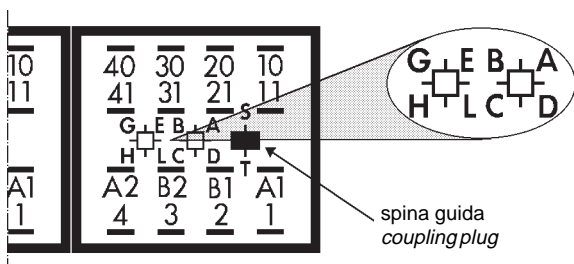 10 40 30 20 10
11 41 31 21 11
G E B A S
H L C D T
A1 A2 B2 B1 A1
1 4 3 2 1
G E B A
H L C D
spina guida
coupling plug